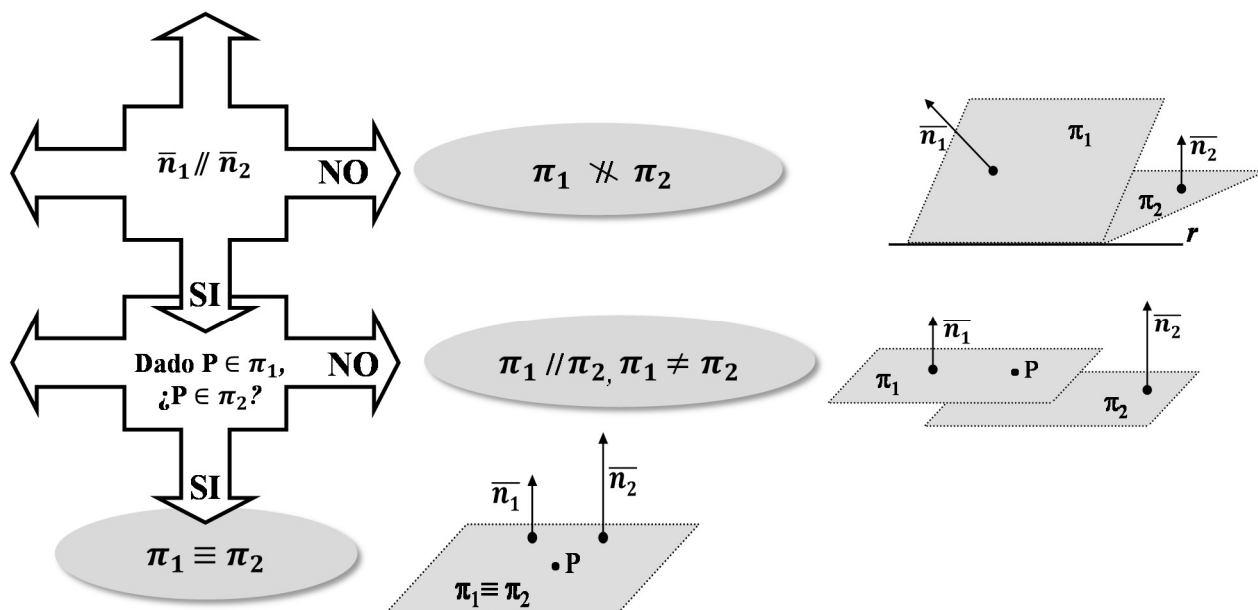 n̅₁ // n̅₂
NO
π₁ ∦ π₂
n̅₁
π₁
n̅₂
π₂
r
SI
Dado P ∈ π₁,
¿P ∈ π₂?
NO
π₁ // π₂, π₁ ≠ π₂
n̅₁
P
π₁
n̅₂
π₂
SI
π₁ ≡ π₂
n̅₁
n̅₂
P
π₁≡ π₂